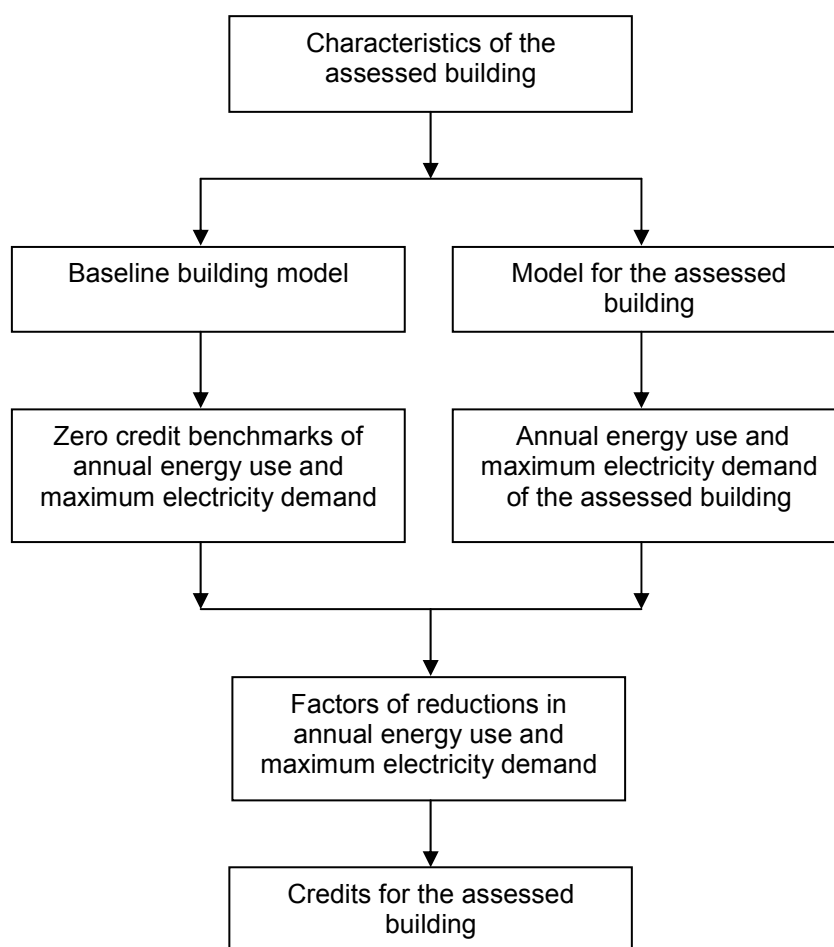 Characteristics of the
assessed building
Baseline building model
Model for the assessed
building
Zero credit benchmarks of
annual energy use and
maximum electricity demand
Annual energy use and
maximum electricity demand
of the assessed building
Factors of reductions in
annual energy use and
maximum electricity demand
Credits for the assessed
building